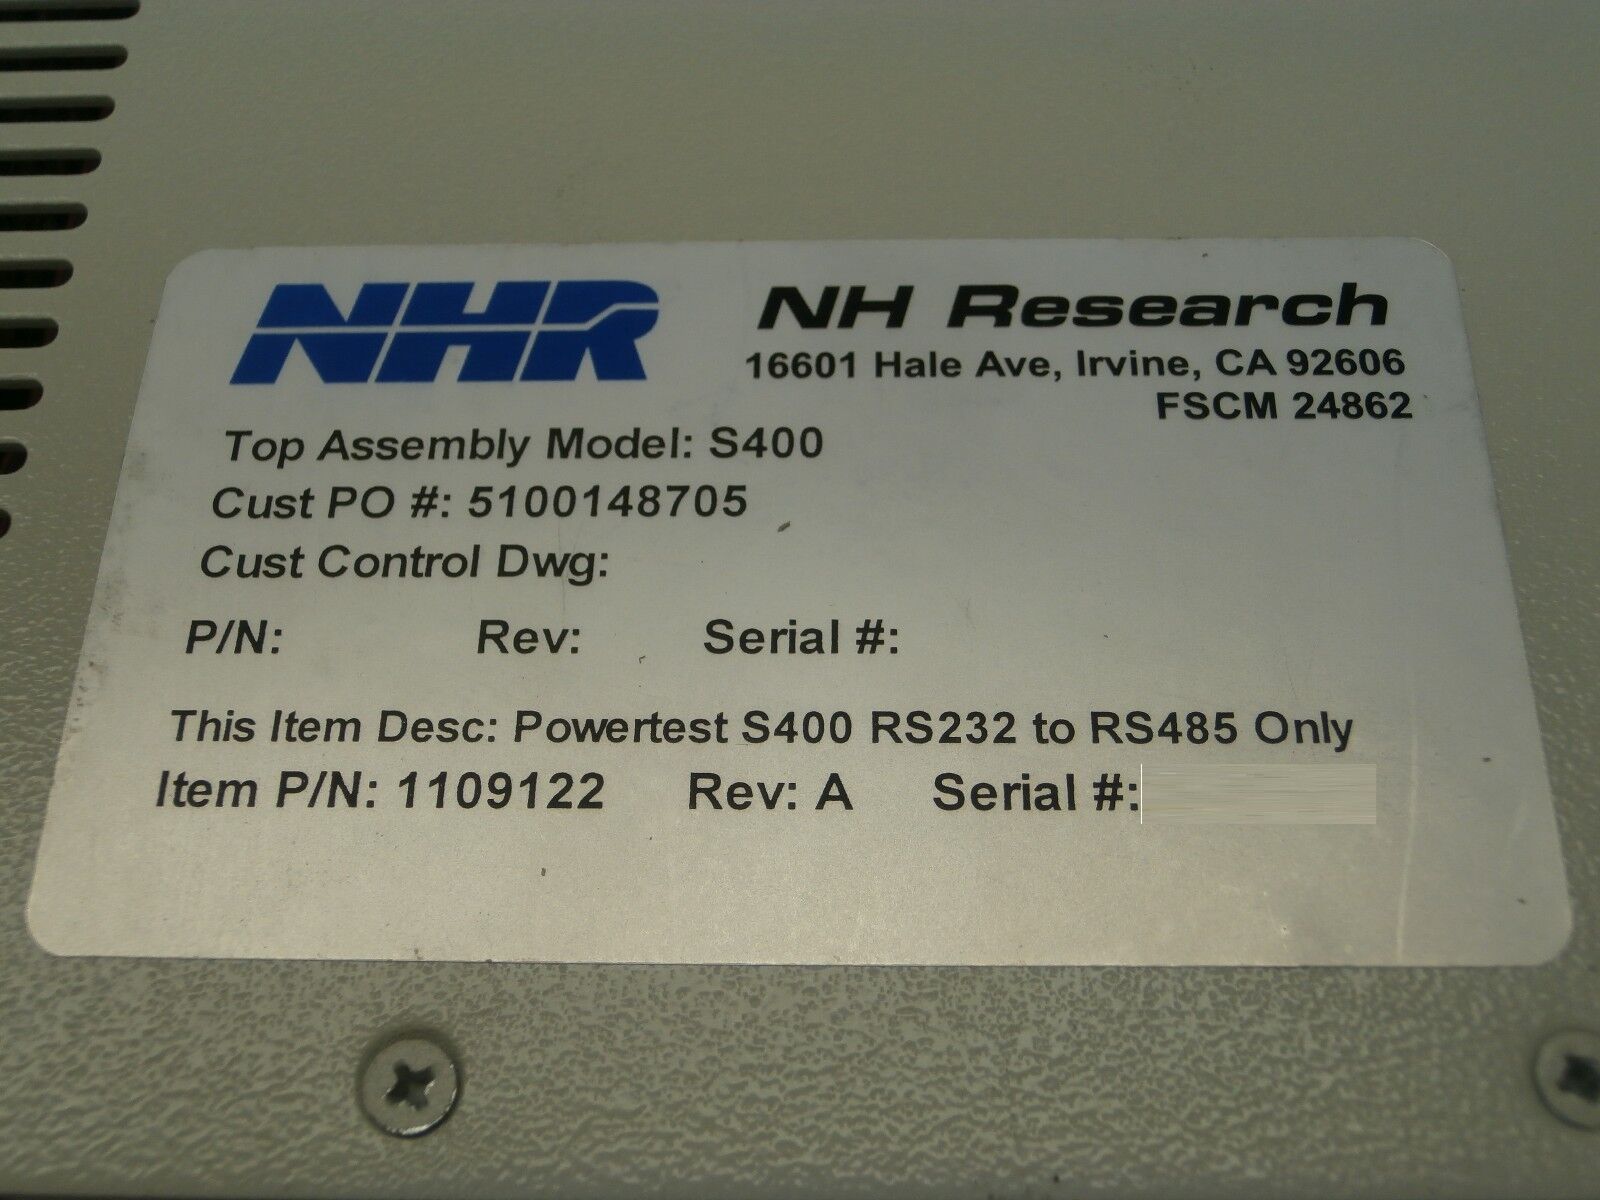 NHR
NH Research
16601 Hale Ave, Irvine, CA 92606
FSCM 24862
Top Assembly Model: S400
Cust PO #: 5100148705
Cust Control Dwg:
P/N: Rev: Serial #:
This Item Desc: Powertest S400 RS232 to RS485 Only
Item P/N: 1109122 Rev: A Serial #: